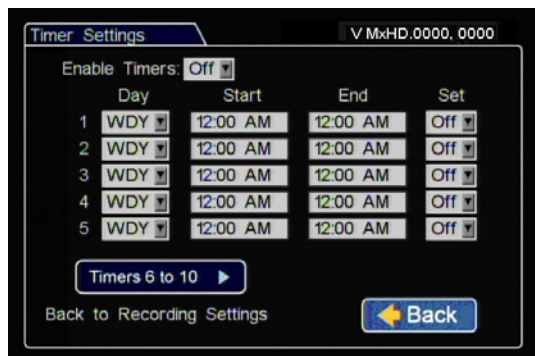 Timer Settings V MxHD.0000, 0000
Enable Timers: Off
Day Start End Set
1 WDY 12:00 AM 12:00 AM Off
2 WDY 12:00 AM 12:00 AM Off
3 WDY 12:00 AM 12:00 AM Off
4 WDY 12:00 AM 12:00 AM Off
5 WDY 12:00 AM 12:00 AM Off
Timers 6 to 10
Back to Recording Settings Back